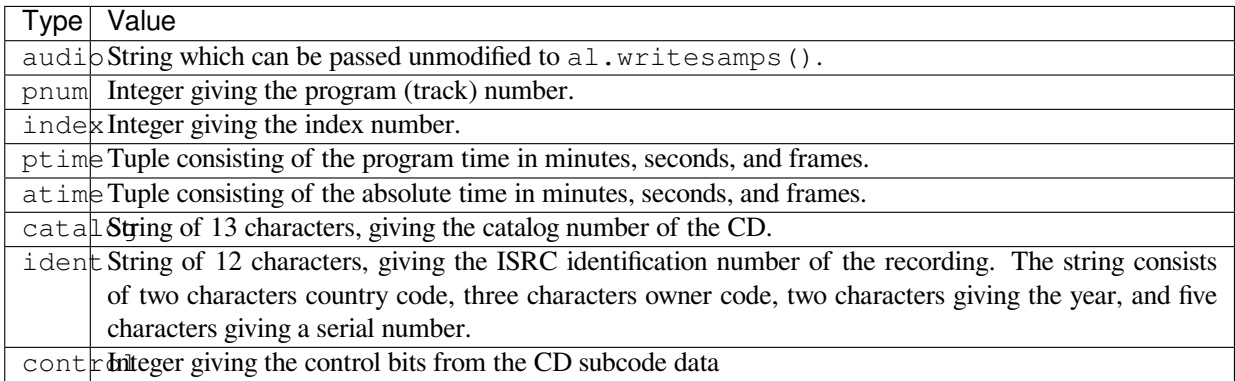 Type Value
audio String which can be passed unmodified to al.writesamps().
pnum Integer giving the program (track) number.
index Integer giving the index number.
ptime Tuple consisting of the program time in minutes, seconds, and frames.
atime Tuple consisting of the absolute time in minutes, seconds, and frames.
catalog String of 13 characters, giving the catalog number of the CD.
ident String of 12 characters, giving the ISRC identification number of the recording. The string consists
of two characters country code, three characters owner code, two characters giving the year, and five
characters giving a serial number.
control Integer giving the control bits from the CD subcode data